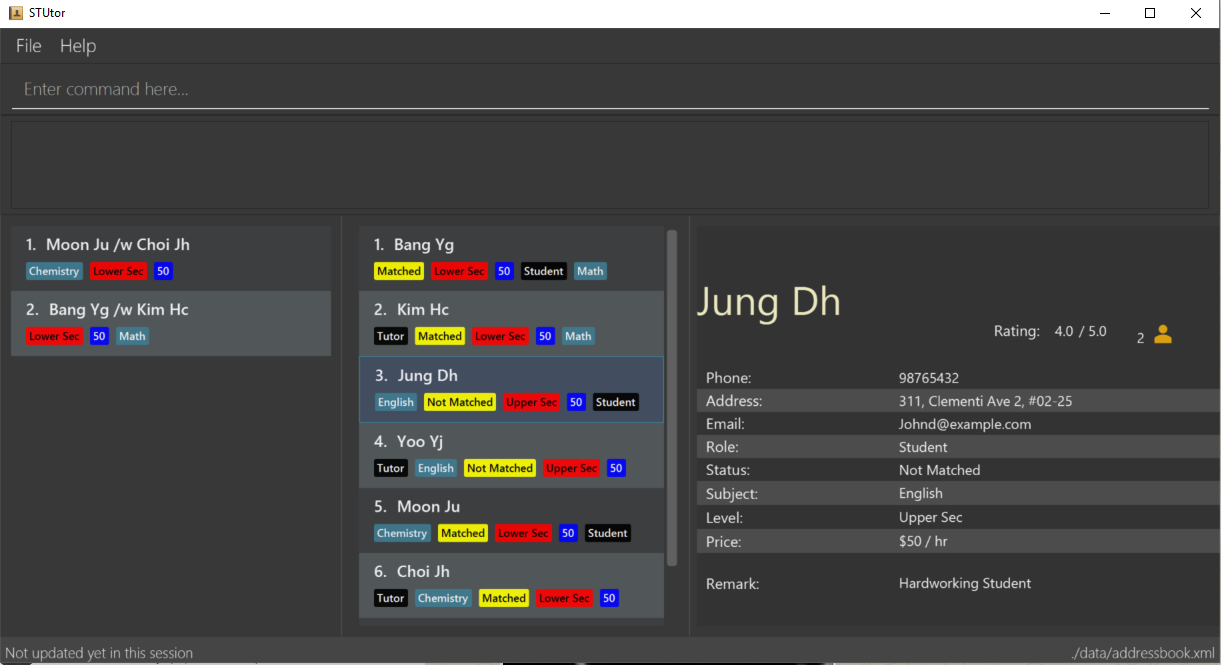 STUtor
File Help
Enter command here...
1. Moon Ju /w Choi Jh
Chemistry Lower Sec 50
2. Bang Yg /w Kim Hc
Lower Sec 50 Math
1. Bang Yg
Matched Lower Sec 50 Student Math
2. Kim Hc
Tutor Matched Lower Sec 50 Math
3. Jung Dh
English Not Matched Upper Sec 50 Student
4. Yoo Yj
Tutor English Not Matched Upper Sec 50
5. Moon Ju
Chemistry Matched Lower Sec 50 Student
6. Choi Jh
Tutor Chemistry Matched Lower Sec 50
Jung Dh
Rating: 4.0 / 5.0 2
Phone: 98765432
Address: 311, Clementi Ave 2, #02-25
Email: Johnd@example.com
Role: Student
Status: Not Matched
Subject: English
Level: Upper Sec
Price: $50 / hr
Remark: Hardworking Student
Not updated yet in this session
./data/addressbook.xml